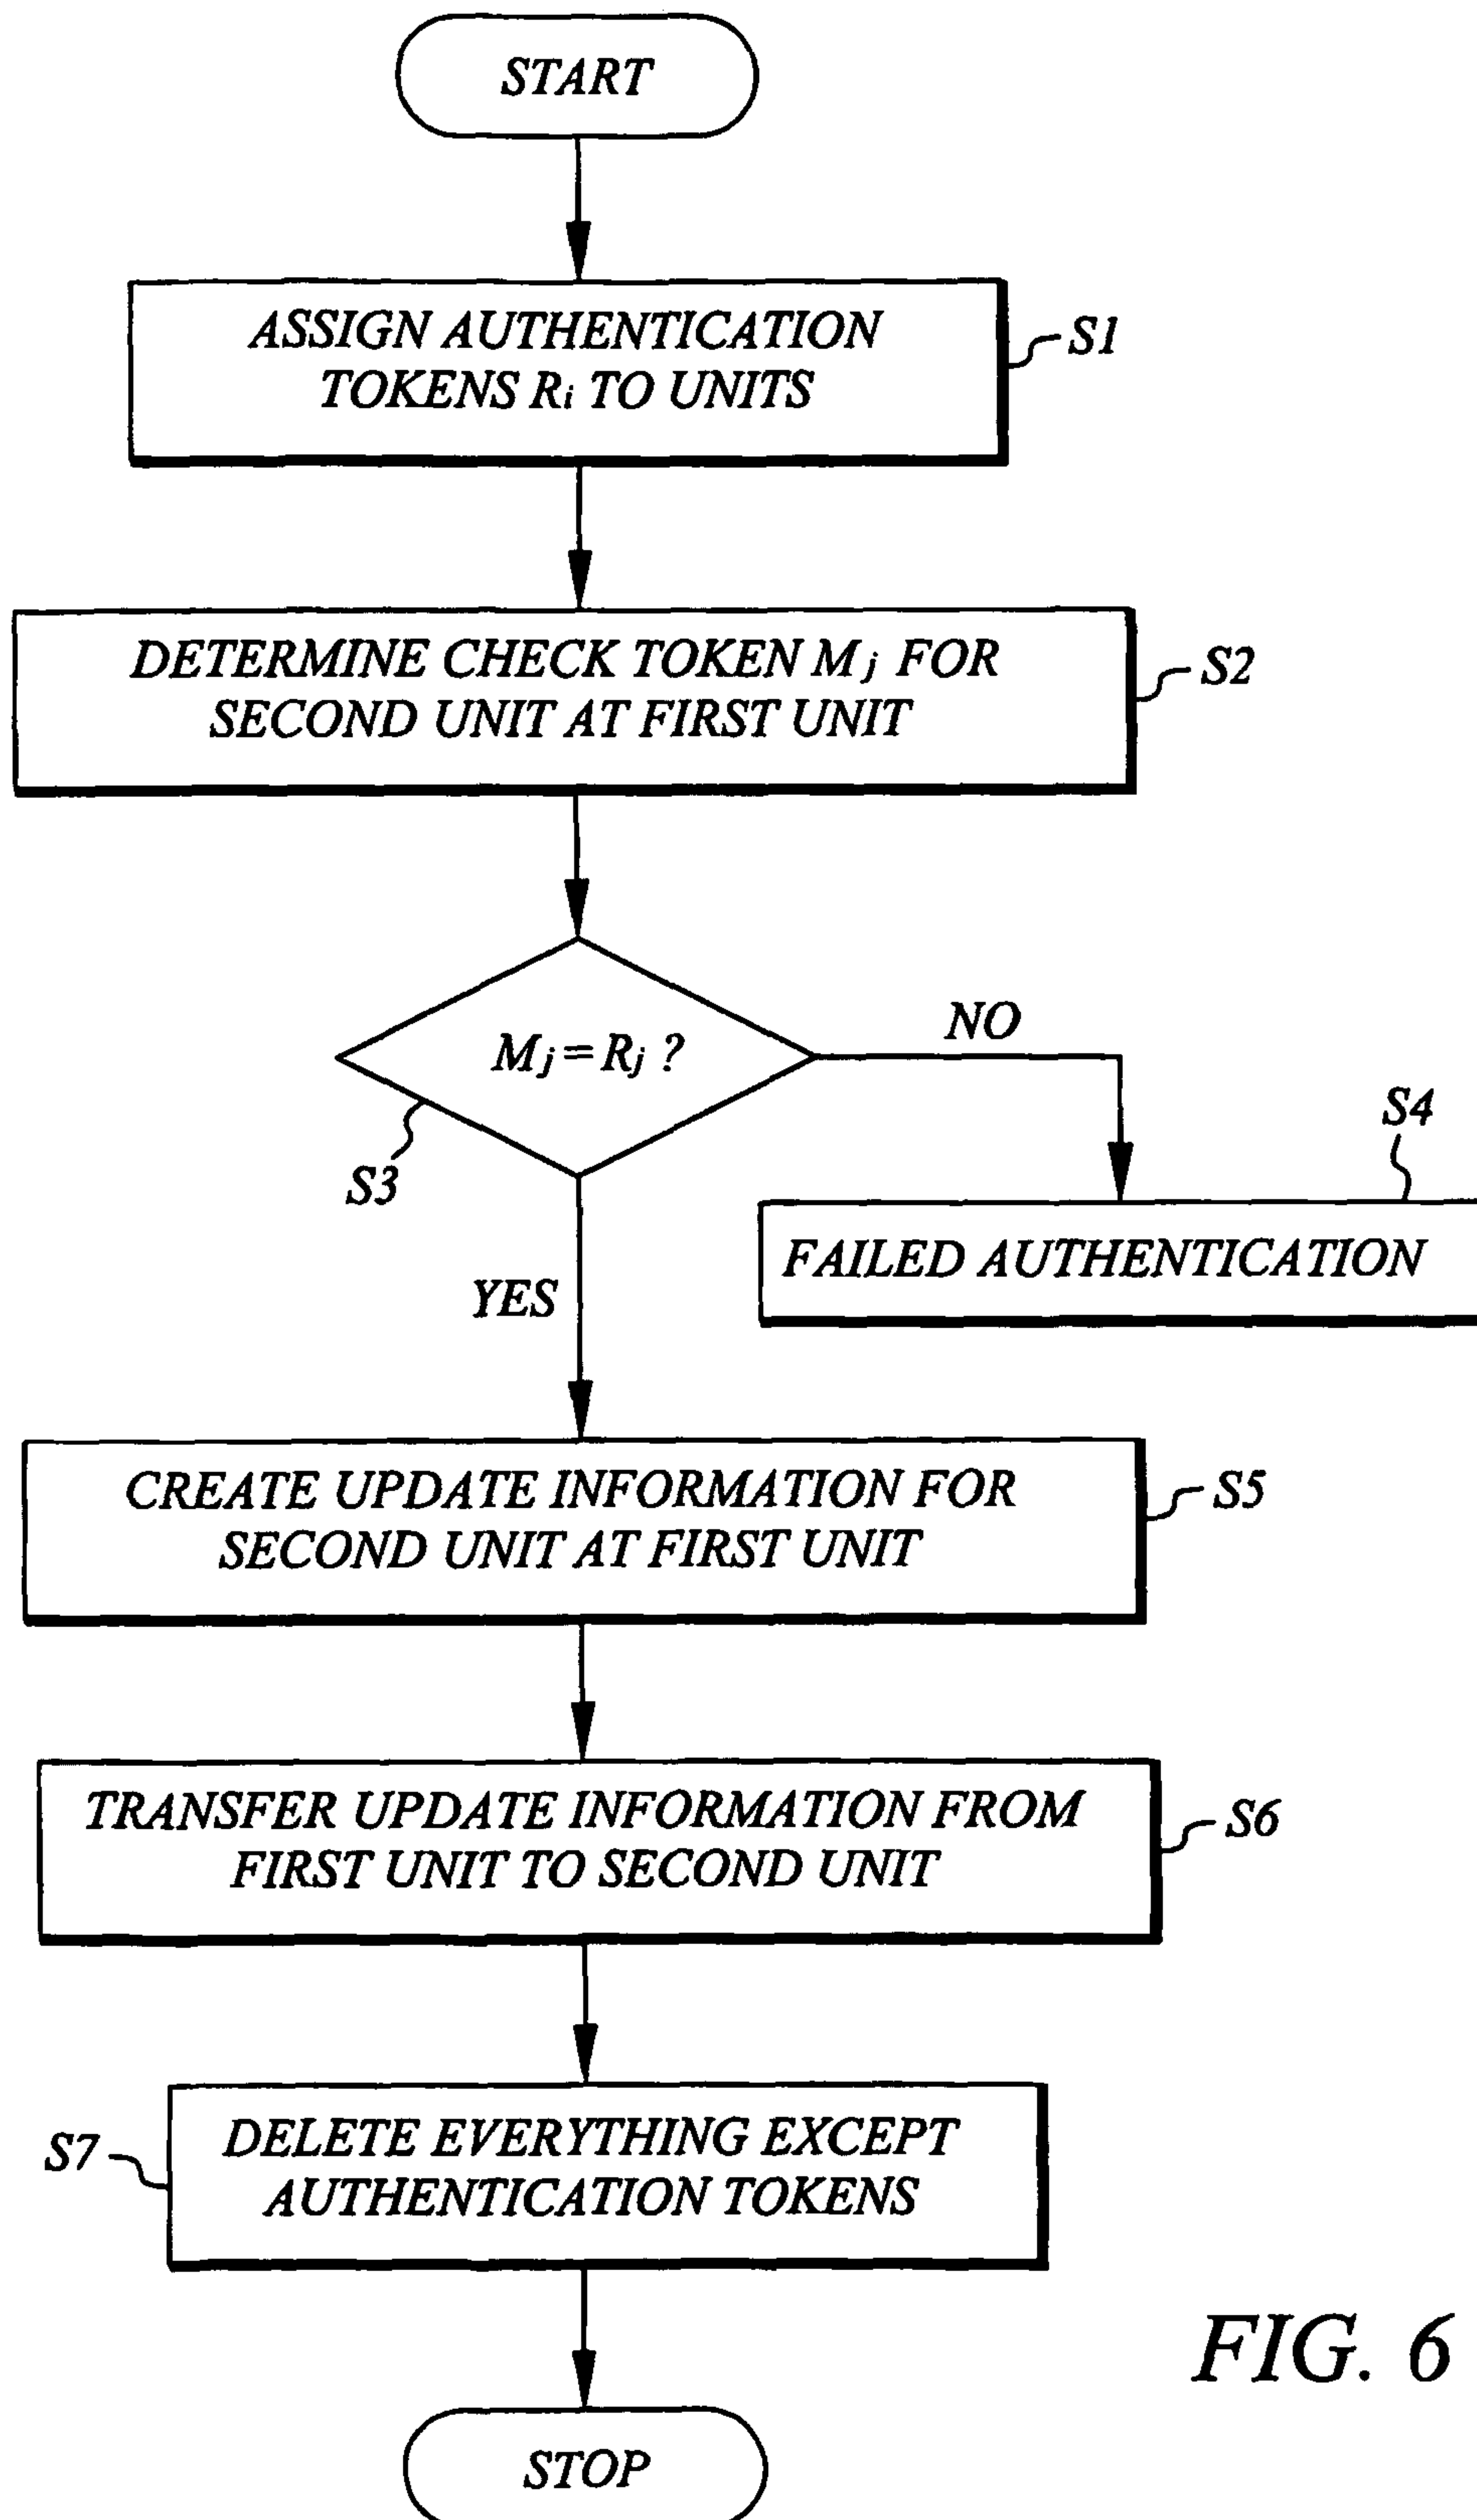 START
ASSIGN AUTHENTICATION
TOKENS Ri TO UNITS
S1
DETERMINE CHECK TOKEN Mj FOR
SECOND UNIT AT FIRST UNIT
S2
Mj = Rj ?
NO
S3
S4
FAILED AUTHENTICATION
YES
CREATE UPDATE INFORMATION FOR
SECOND UNIT AT FIRST UNIT
S5
TRANSFER UPDATE INFORMATION FROM
FIRST UNIT TO SECOND UNIT
S6
S7
DELETE EVERYTHING EXCEPT
AUTHENTICATION TOKENS
FIG. 6
STOP